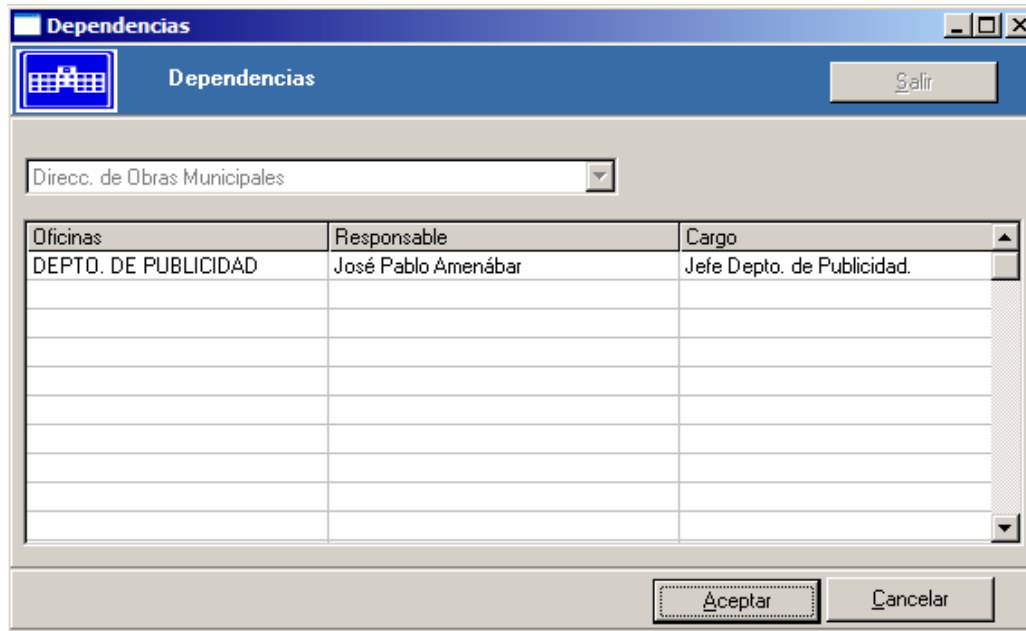 Dependencias
Dependencias
Salir
Direcc. de Obras Municipales
Oficinas Responsable Cargo
DEPTO. DE PUBLICIDAD José Pablo Amenábar Jefe Depto. de Publicidad.
Aceptar Cancelar